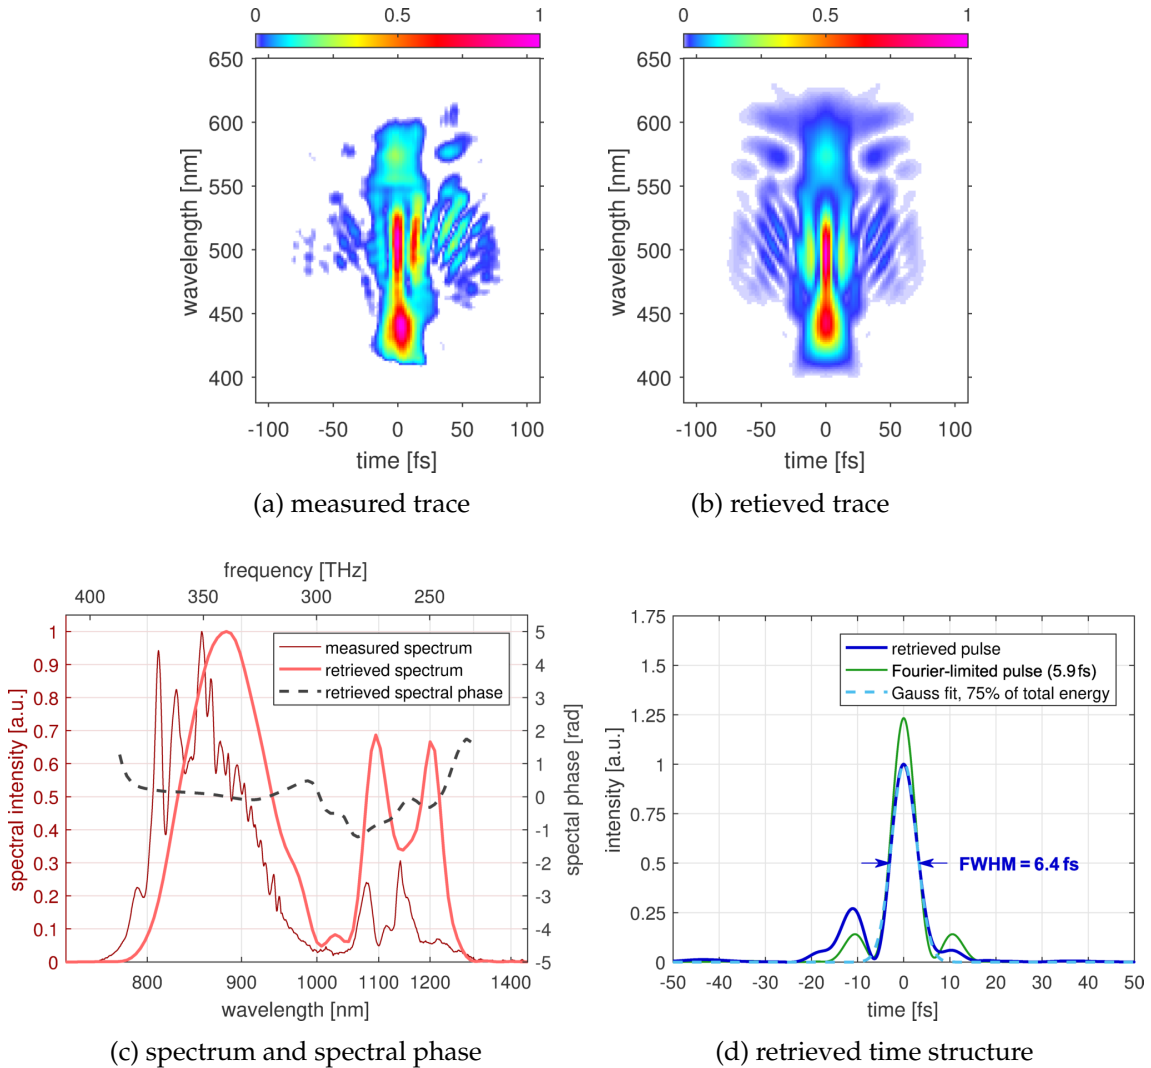 0 0.5 1
650
600
550
500
450
400
wavelength [nm]
-100 -50 0 50 100
time [fs]
(a) measured trace
0 0.5 1
650
600
550
500
450
400
wavelength [nm]
-100 -50 0 50 100
time [fs]
(b) retieved trace
frequency [THz]
400 350 300 250
measured spectrum
retrieved spectrum
retrieved spectral phase
1
0.9
0.8
0.7
0.6
0.5
0.4
0.3
0.2
0.1
0
spectral intensity [a.u.]
5
4
3
2
1
0
-1
-2
-3
-4
-5
spectal phase [rad]
800 900 1000 1100 1200 1400
wavelength [nm]
(c) spectrum and spectral phase
1.75
1.5
1.25
1
0.75
0.5
0.25
0
intensity [a.u.]
retrieved pulse
Fourier-limited pulse (5.9fs)
Gauss fit, 75% of total energy
FWHM = 6.4 fs
-50 -40 -30 -20 -10 0 10 20 30 40 50
time [fs]
(d) retrieved time structure